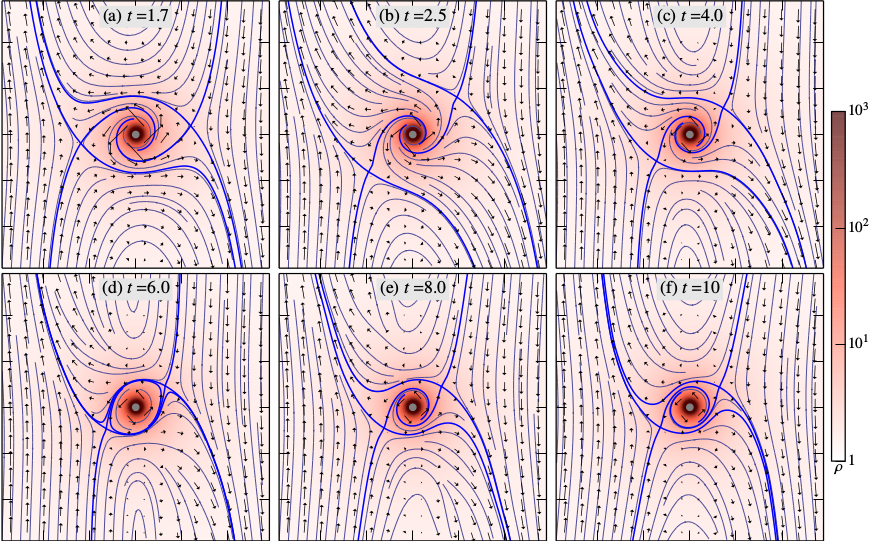 (a) t =1.7
(b) t =2.5
(c) t =4.0
(d) t =6.0
(e) t =8.0
(f) t =10
10³
10²
10¹
1
ρ